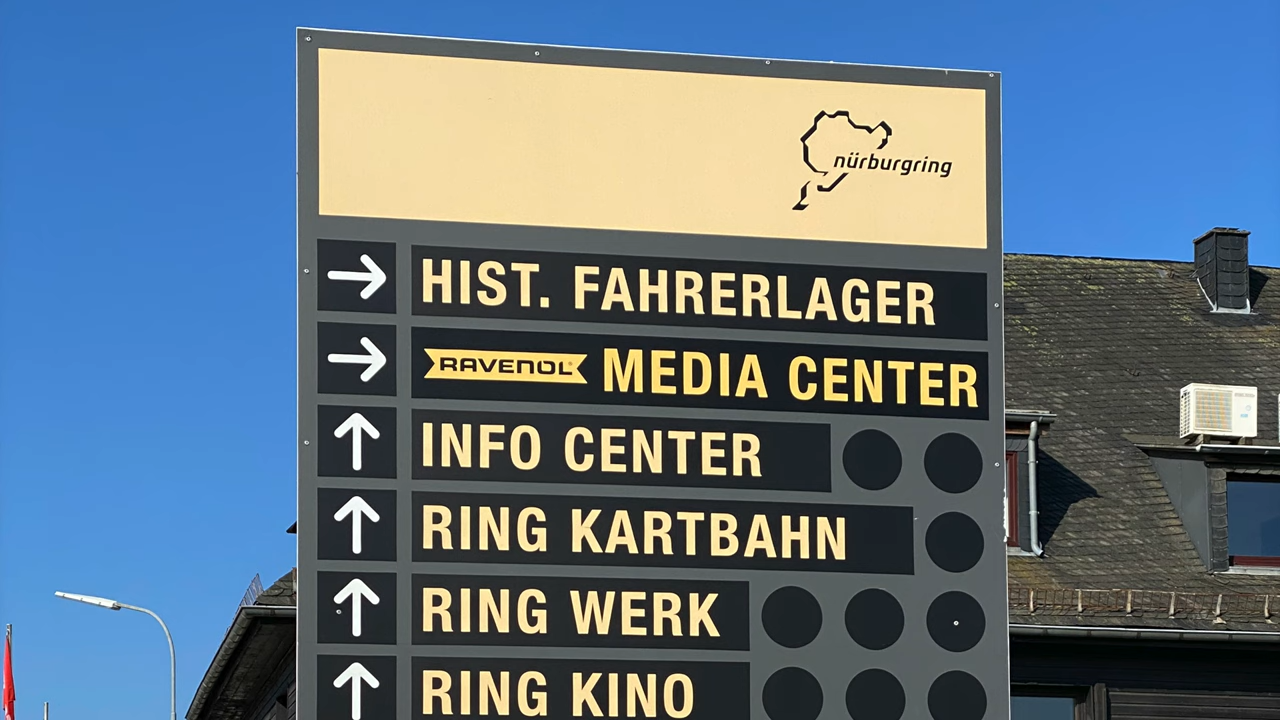 nürburgring
HIST. FAHRERLAGER
RAVENOL MEDIA CENTER
INFO CENTER
RING KARTBAHN
RING WERK
RING KINO